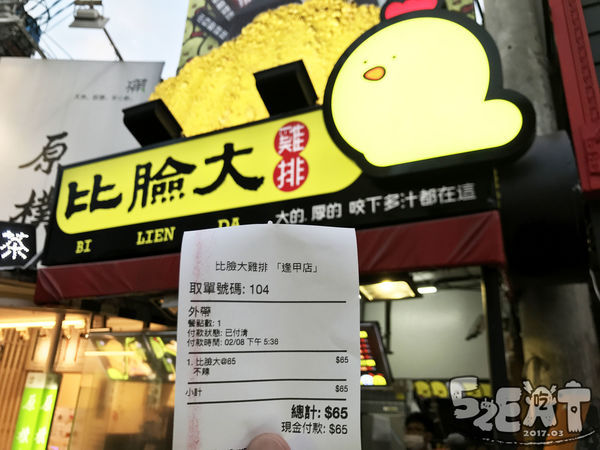 原樸
茶
比臉大
雞排
BI LIEN DA
大的.厚的 咬下多汁都在這
比臉大雞排 「逢甲店」
取單號碼: 104
外帶
餐點數: 1
付款狀態: 已付清
付款時間: 02/08 下午 5:36
1. 比臉大@65 $65
不辣
小計 $65
總計: $65
現金付款: $65
52EAT
吃
2017.03